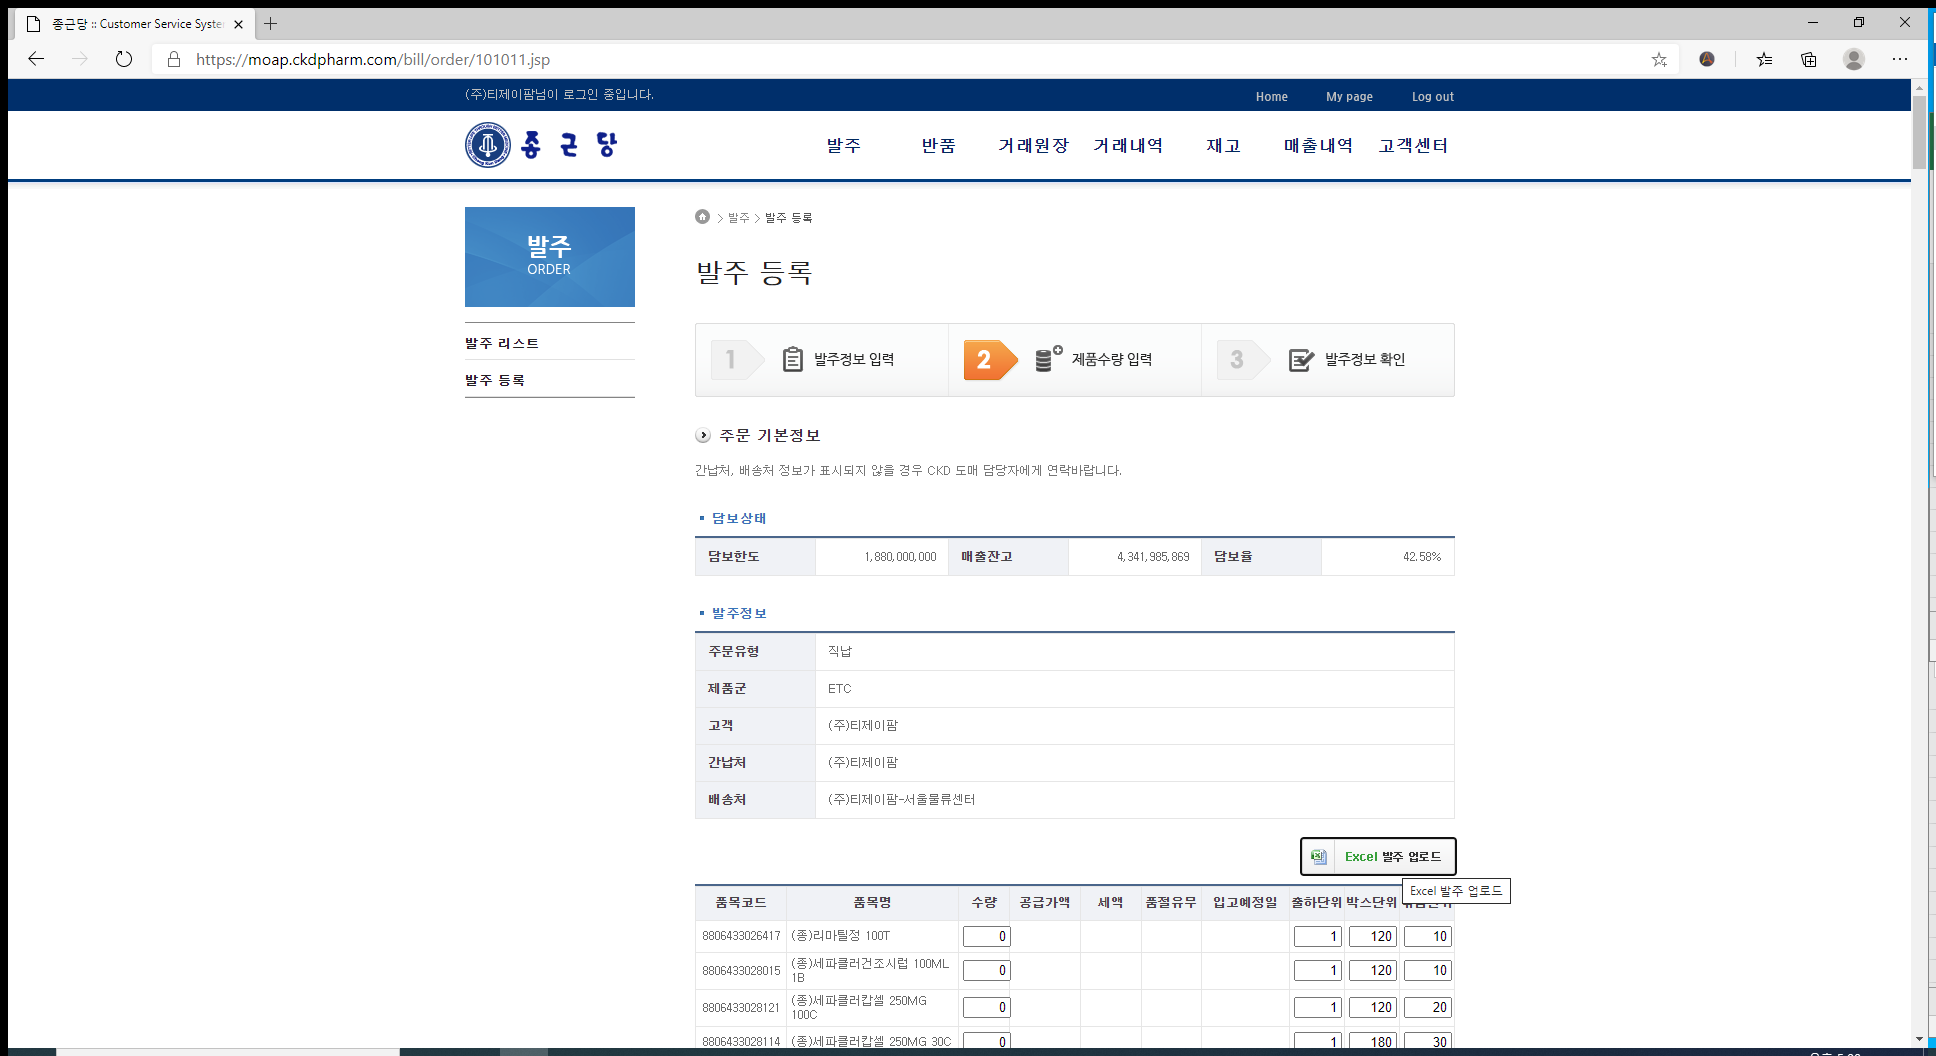 종근당 :: Customer Service Syste
https://moap.ckdpharm.com/bill/order/101011.jsp
(주)티제이팜님이 로그인 중입니다.
Home My page Log out
종근당
발주 반품 거래원장 거래내역 재고 매출내역 고객센터
발주
ORDER
발주 리스트
발주 등록
> 발주 > 발주 등록
발주 등록
1 발주정보 입력 2 제품수량 입력 3 발주정보 확인
주문 기본정보
간납처, 배송처 정보가 표시되지 않을 경우 CKD 도매 담당자에게 연락바랍니다.
담보상태
담보한도 1,880,000,000 매출잔고 4,341,985,869 담보율 42.58%
발주정보
주문유형 직납
제품군 ETC
고객 (주)티제이팜
간납처 (주)티제이팜
배송처 (주)티제이팜-서울물류센터
Excel 발주 업로드
Excel 발주 업로드
품목코드 품목명 수량 공급가액 세액 품절유무 입고예정일 출하단위 박스단위
8806433026417 (종)리마틸정 100T 0 1 120 10
8806433028015 (종)세파클러건조시럽 100ML 1B 0 1 120 10
8806433028121 (종)세파클러캅셀 250MG 100C 0 1 120 20
8806433028114 (종)세파클러캅셀 250MG 30C 0 1 180 30